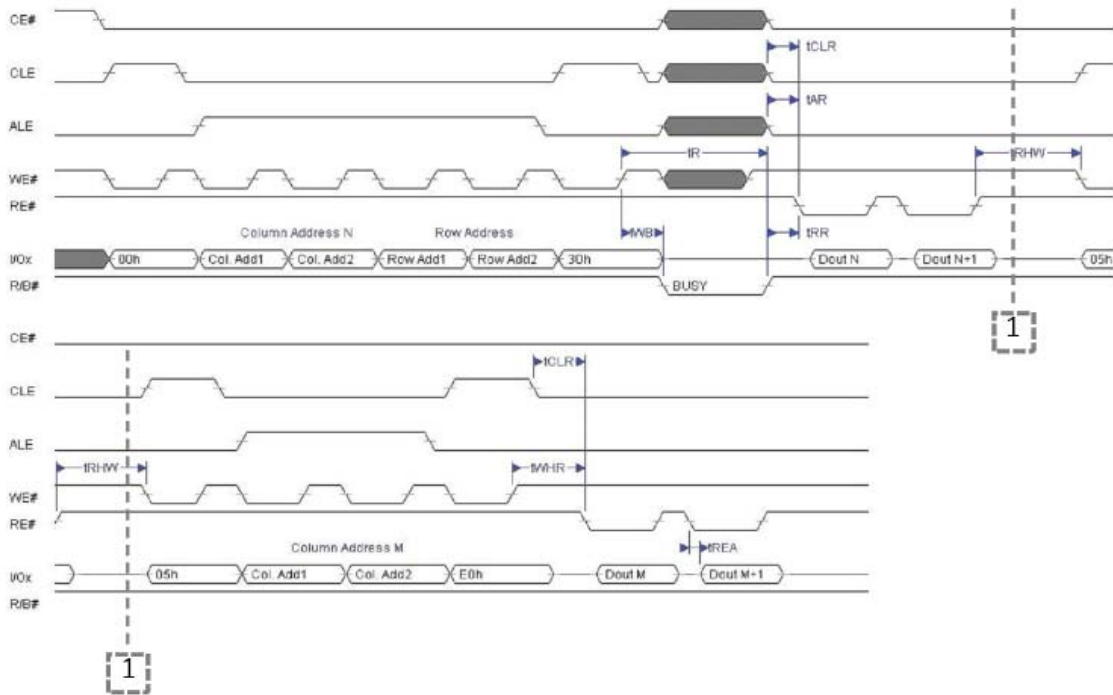 CE#
CLE
tCLR
ALE
tAR
tR
tRHW
WE#
RE#
tWB
tRR
Column Address N Row Address
I/Ox 00h Col. Add1 Col. Add2 Row Add1 Row Add2 30h Dout N Dout N+1 05h
R/B# BUSY
1
CE#
tCLR
CLE
ALE
tRHW tWHR
WE#
RE#
tREA
Column Address M
I/Ox 05h Col. Add1 Col. Add2 E0h Dout M Dout M+1
R/B#
1